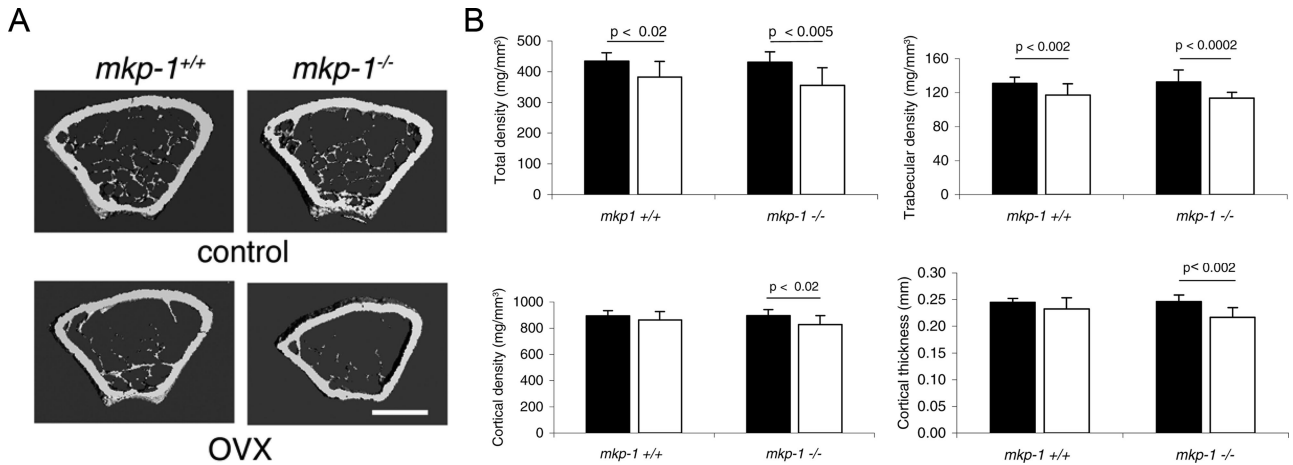 A
mkp-1+/+
mkp-1-/-
control
OVX
B
p < 0.02
p < 0.005
500
400
300
200
100
0
Total density (mg/mm³)
mkp1 +/+
mkp-1 -/-
p < 0.002
p < 0.0002
160
120
80
40
0
Trabecular density (mg/mm³)
mkp-1 +/+
mkp-1 -/-
p < 0.02
1000
800
600
400
200
0
Cortical density (mg/mm³)
mkp-1 +/+
mkp-1 -/-
p< 0.002
0.30
0.25
0.20
0.15
0.10
0.05
0.00
Cortical thickness (mm)
mkp-1 +/+
mkp-1 -/-